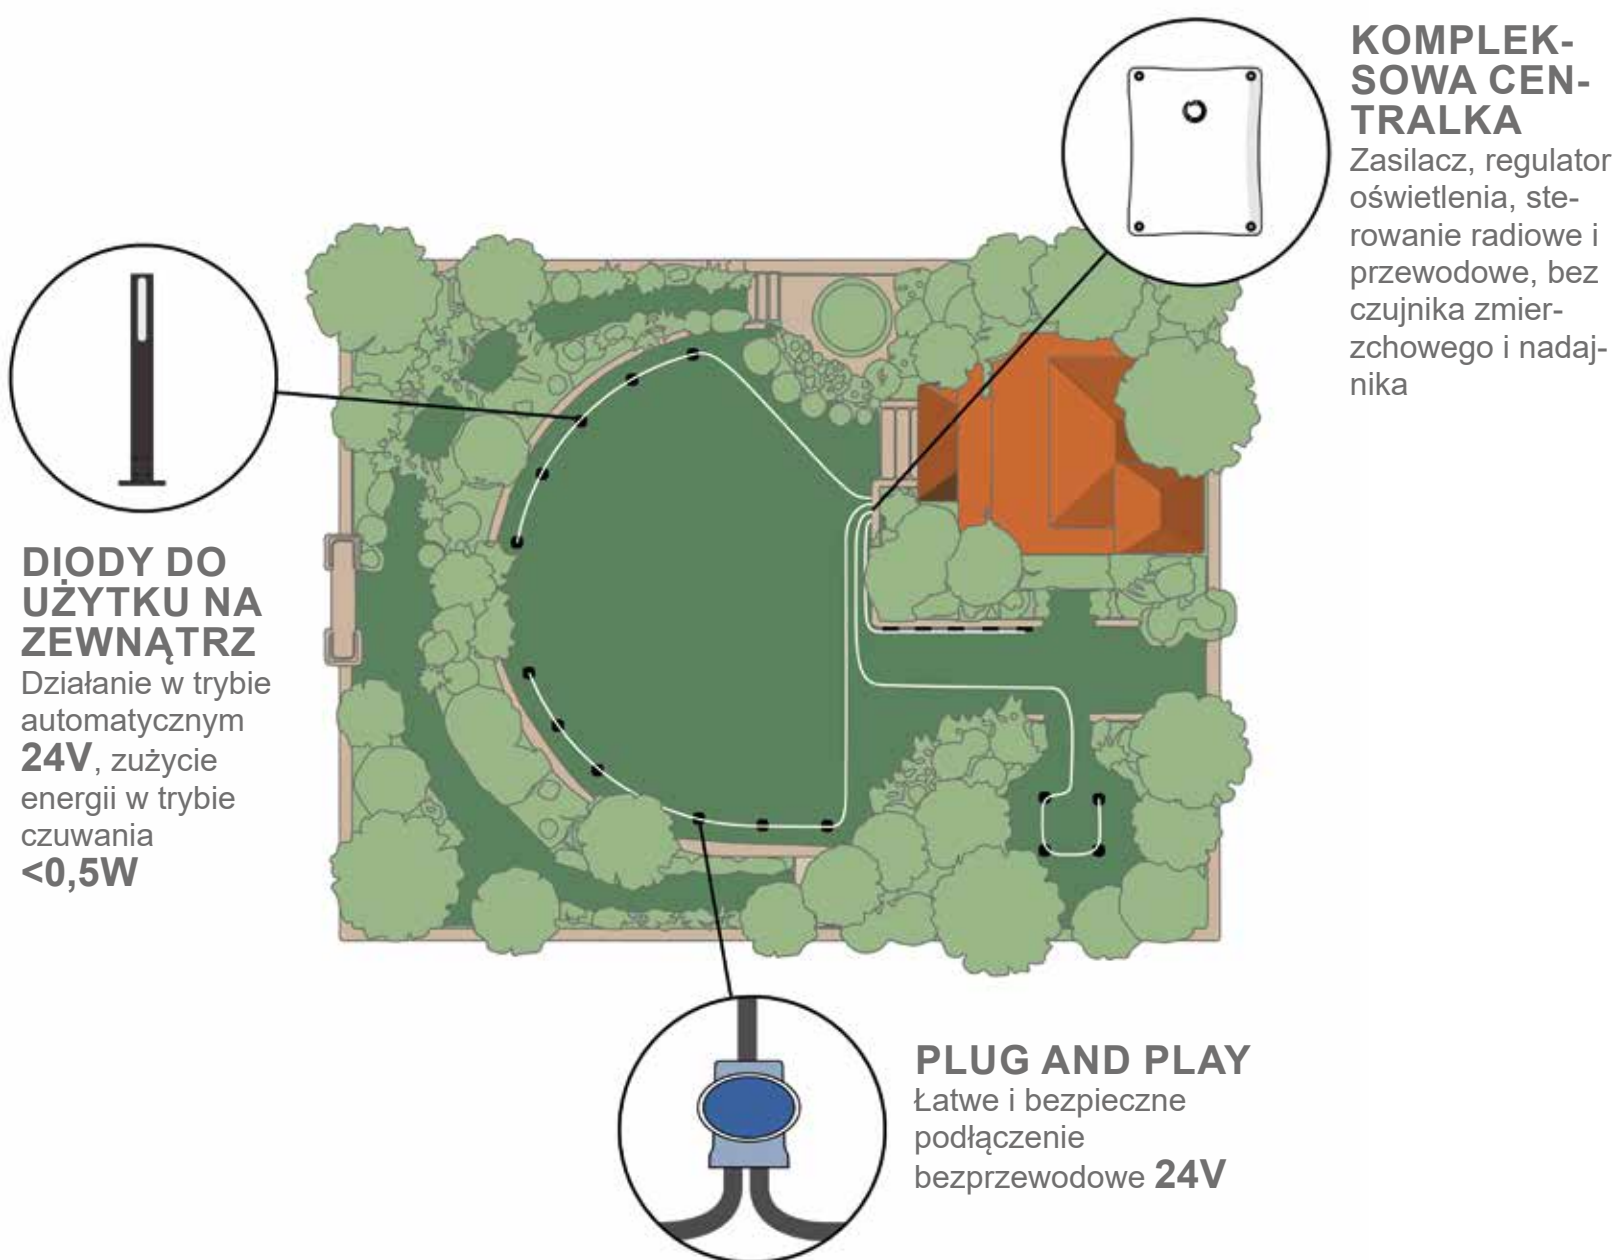 KOMPLEK-
SOWA CEN-
TRALKA
Zasilacz, regulator
oświetlenia, ste-
rowanie radiowe i
przewodowe, bez
czujnika zmier-
zchowego i nadaj-
nika
DIODY DO
UŻYTKU NA
ZEWNĄTRZ
Działanie w trybie
automatycznym
24V, zużycie
energii w trybie
czuwania
<0,5W
PLUG AND PLAY
Łatwe i bezpieczne
podłączenie
bezprzewodowe 24V